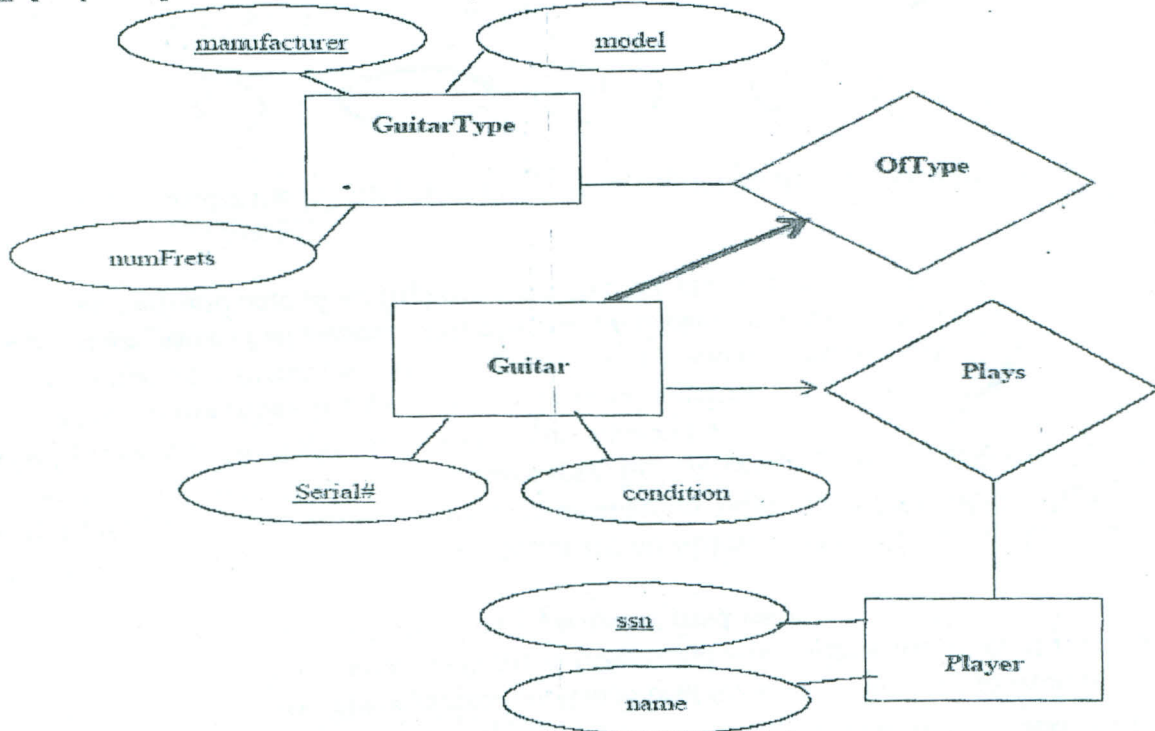 manufacturer
model
GuitarType
OfType
numFrets
Guitar
Plays
Serial#
condition
ssn
Player
name